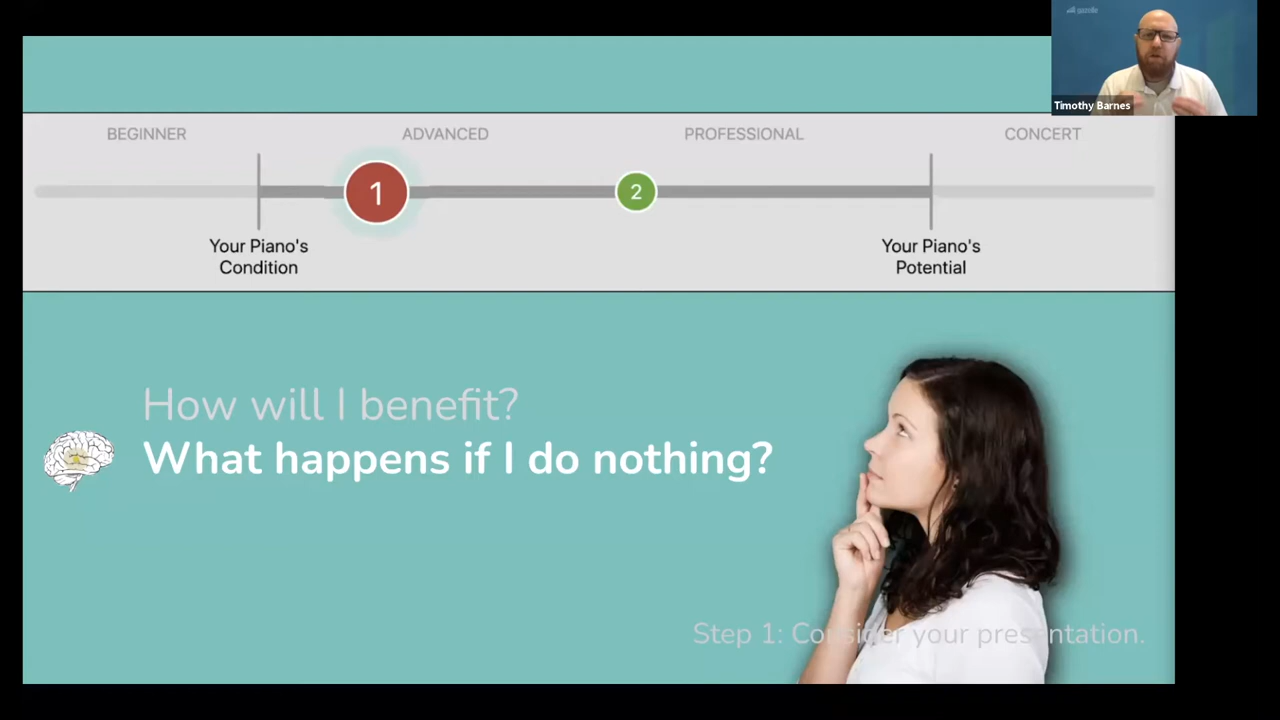 gazelle
Timothy Barnes
BEGINNER
ADVANCED
PROFESSIONAL
CONCERT
1
2
Your Piano's
Condition
Your Piano's
Potential
How will I benefit?
What happens if I do nothing?
Step 1: Consider your presentation.